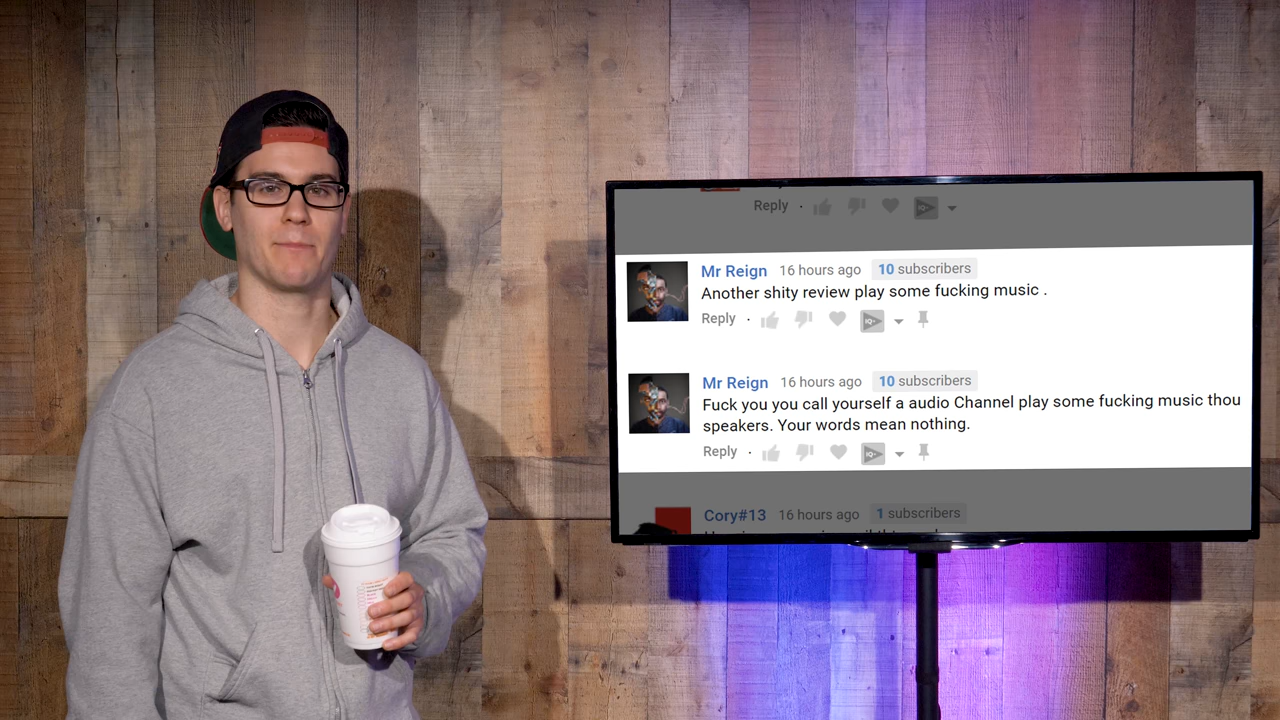 Reply ·
Mr Reign 16 hours ago 10 subscribers
Another shity review play some fucking music .
Reply ·
Mr Reign 16 hours ago 10 subscribers
Fuck you you call yourself a audio Channel play some fucking music thou
speakers. Your words mean nothing.
Reply ·
Cory#13 16 hours ago 1 subscribers